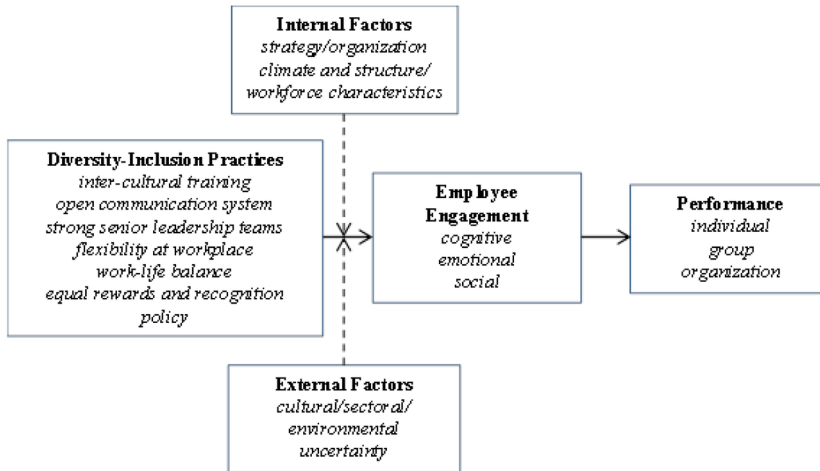 Internal Factors
strategy/organization
climate and structure/
workforce characteristics
Diversity-Inclusion Practices
inter-cultural training
open communication system
strong senior leadership teams
flexibility at workplace
work-life balance
equal rewards and recognition
policy
Employee
Engagement
cognitive
emotional
social
Performance
individual
group
organization
External Factors
cultural/sectoral/
environmental
uncertainty